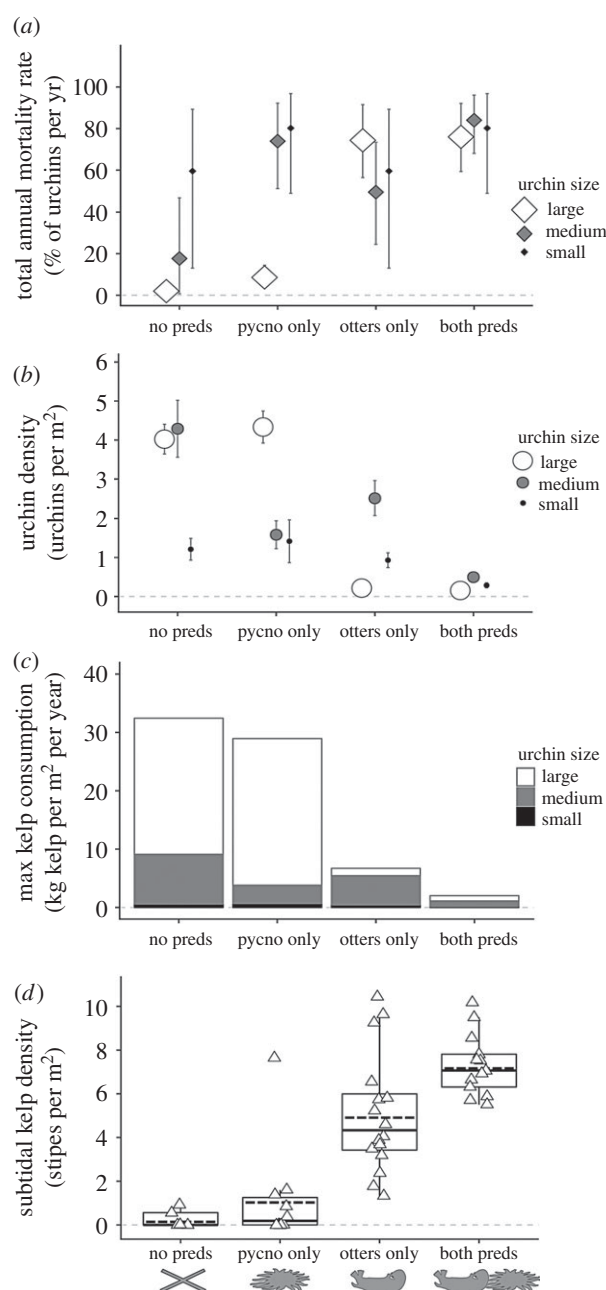 (a)
total annual mortality rate
(% of urchins per yr)
100
80
60
40
20
0
urchin size
large
medium
small
no preds
pycno only
otters only
both preds
(b)
urchin density
(urchins per m²)
6
5
4
3
2
1
0
urchin size
large
medium
small
no preds
pycno only
otters only
both preds
(c)
max kelp consumption
(kg kelp per m² per year)
40
30
20
10
0
urchin size
large
medium
small
no preds
pycno only
otters only
both preds
(d)
subtidal kelp density
(stipes per m²)
10
8
6
4
2
0
no preds
pycno only
otters only
both preds